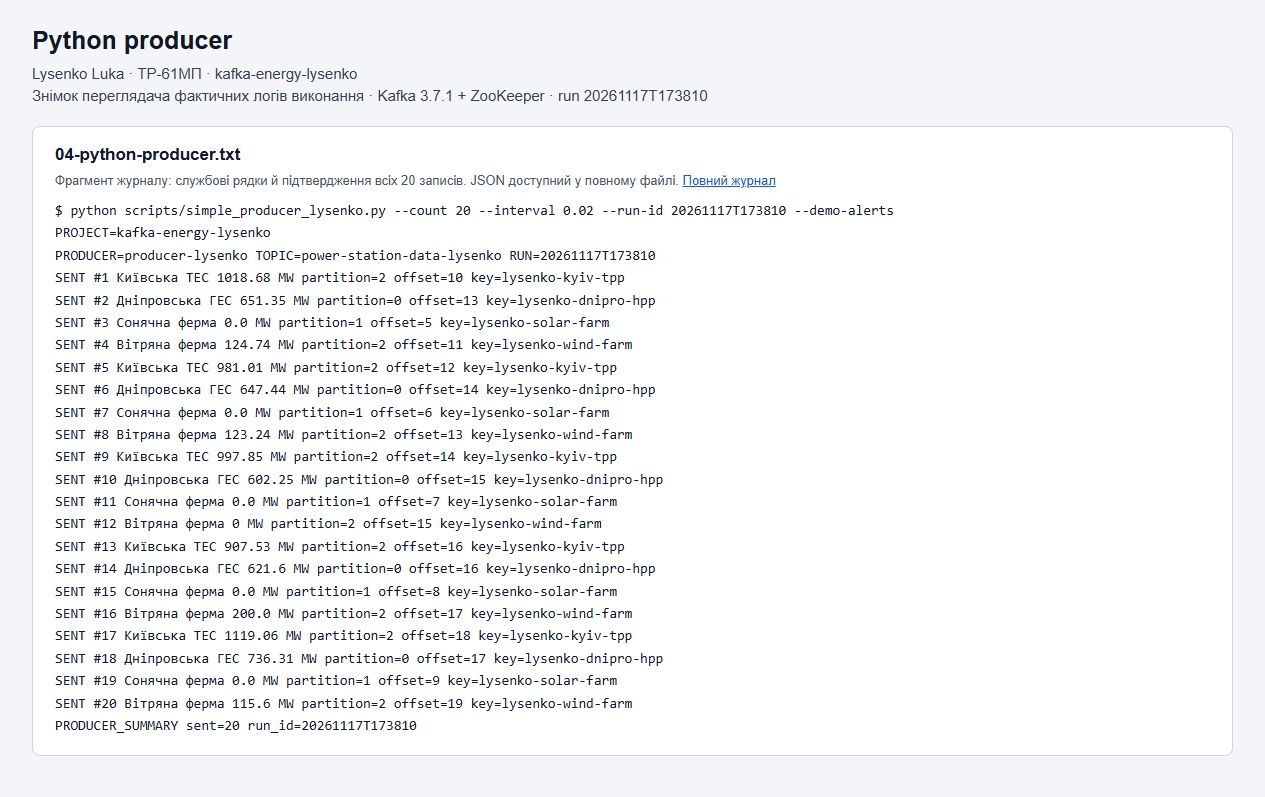 Python producer
Lysenko Luka · ТР-61МП · kafka-energy-lysenko
Знімок переглядача фактичних логів виконання · Kafka 3.7.1 + ZooKeeper · run 20261117T173810
04-python-producer.txt
Фрагмент журналу: службові рядки й підтвердження всіх 20 записів. JSON доступний у повному файлі. Повний журнал
$ python scripts/simple_producer_lysenko.py --count 20 --interval 0.02 --run-id 20261117T173810 --demo-alerts
PROJECT=kafka-energy-lysenko
PRODUCER=producer-lysenko TOPIC=power-station-data-lysenko RUN=20261117T173810
SENT #1 Київська ТЕС 1018.68 MW partition=2 offset=10 key=lysenko-kyiv-tpp
SENT #2 Дніпровська ГЕС 651.35 MW partition=0 offset=13 key=lysenko-dnipro-hpp
SENT #3 Сонячна ферма 0.0 MW partition=1 offset=5 key=lysenko-solar-farm
SENT #4 Вітряна ферма 124.74 MW partition=2 offset=11 key=lysenko-wind-farm
SENT #5 Київська ТЕС 981.01 MW partition=2 offset=12 key=lysenko-kyiv-tpp
SENT #6 Дніпровська ГЕС 647.44 MW partition=0 offset=14 key=lysenko-dnipro-hpp
SENT #7 Сонячна ферма 0.0 MW partition=1 offset=6 key=lysenko-solar-farm
SENT #8 Вітряна ферма 123.24 MW partition=2 offset=13 key=lysenko-wind-farm
SENT #9 Київська ТЕС 997.85 MW partition=2 offset=14 key=lysenko-kyiv-tpp
SENT #10 Дніпровська ГЕС 602.25 MW partition=0 offset=15 key=lysenko-dnipro-hpp
SENT #11 Сонячна ферма 0.0 MW partition=1 offset=7 key=lysenko-solar-farm
SENT #12 Вітряна ферма 0 MW partition=2 offset=15 key=lysenko-wind-farm
SENT #13 Київська ТЕС 907.53 MW partition=2 offset=16 key=lysenko-kyiv-tpp
SENT #14 Дніпровська ГЕС 621.6 MW partition=0 offset=16 key=lysenko-dnipro-hpp
SENT #15 Сонячна ферма 0.0 MW partition=1 offset=8 key=lysenko-solar-farm
SENT #16 Вітряна ферма 200.0 MW partition=2 offset=17 key=lysenko-wind-farm
SENT #17 Київська ТЕС 1119.06 MW partition=2 offset=18 key=lysenko-kyiv-tpp
SENT #18 Дніпровська ГЕС 736.31 MW partition=0 offset=17 key=lysenko-dnipro-hpp
SENT #19 Сонячна ферма 0.0 MW partition=1 offset=9 key=lysenko-solar-farm
SENT #20 Вітряна ферма 115.6 MW partition=2 offset=19 key=lysenko-wind-farm
PRODUCER_SUMMARY sent=20 run_id=20261117T173810